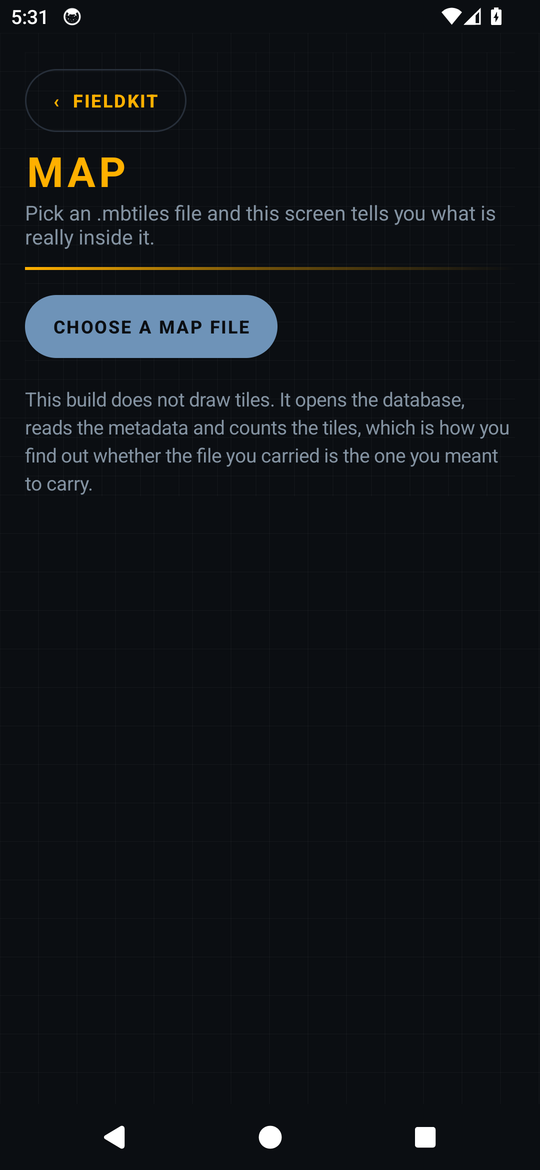 5:31
‹ FIELDKIT
MAP
Pick an .mbtiles file and this screen tells you what is
really inside it.
CHOOSE A MAP FILE
This build does not draw tiles. It opens the database,
reads the metadata and counts the tiles, which is how you
find out whether the file you carried is the one you meant
to carry.